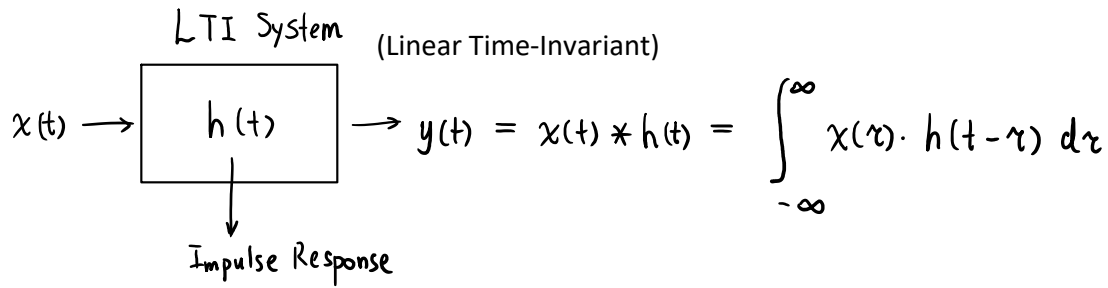 LTI System (Linear Time-Invariant)
x(t) → h(t) → y(t) = x(t) * h(t) = ∫_{-∞}^{∞} x(τ) · h(t-τ) dτ
Impulse Response